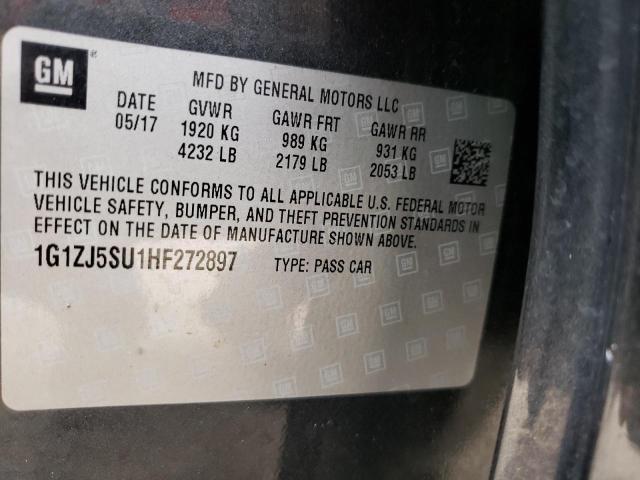 GM
MFD BY GENERAL MOTORS LLC
DATE GVWR GAWR FRT GAWR RR
05/17 1920 KG 989 KG 931 KG
4232 LB 2179 LB 2053 LB
THIS VEHICLE CONFORMS TO ALL APPLICABLE U.S. FEDERAL MOTOR
VEHICLE SAFETY, BUMPER, AND THEFT PREVENTION STANDARDS IN
EFFECT ON THE DATE OF MANUFACTURE SHOWN ABOVE.
1G1ZJ5SU1HF272897 TYPE: PASS CAR